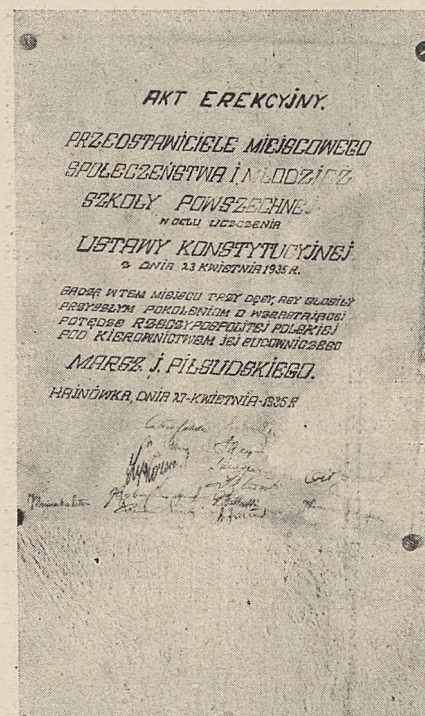 AKT EREKCYJNY.
PRZEDSTAWICIELE MIEJSCOWEGO
SPOŁECZEŃSTWA I MŁODZIEŻ
SZKOŁY POWSZECHNEJ
W CELU UCZCZENIA
USTAWY KONSTYTUCYJNEJ
Z DNIA 23 KWIETNIA 1935 R.
SADZĄ W TEM MIEJSCU TRZY DĘBY, ABY GŁOSIŁY
PRZYSZŁYM POKOLENIOM O WZRASTAJĄCEJ
POTĘDZE RZECZYPOSPOLITEJ POLSKIEJ
POD KIEROWNICTWEM JEJ BUDOWNICZEGO
MARSZ. J. PIŁSUDSKIEGO.
HAJNÓWKA, DNIA 27-KWIETNIA-1935.R